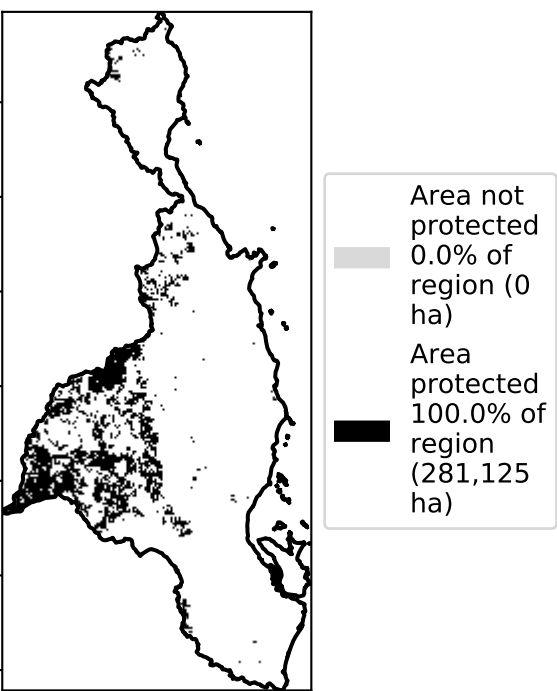 Area not
protected
0.0% of
region (0
ha)
Area
protected
100.0% of
region
(281,125
ha)